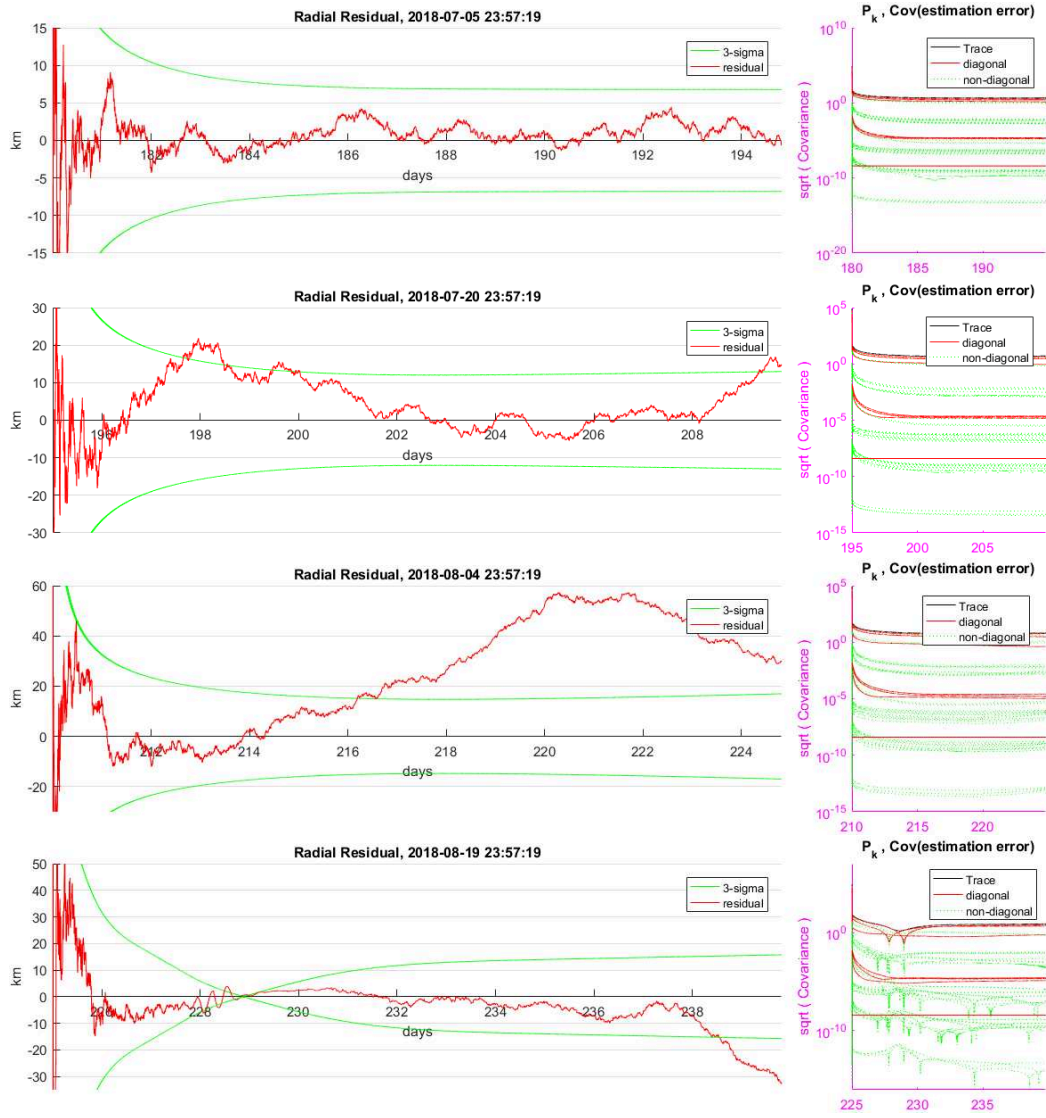 Radial Residual, 2018-07-05 23:57:19
15
10
5
0
-5
-10
-15
km
182 184 186 188 190 192 194
days
3-sigma
residual
P_k , Cov(estimation error)
10^10
10^0
10^-10
10^-20
sqrt ( Covariance )
180 185 190
Trace
diagonal
non-diagonal
Radial Residual, 2018-07-20 23:57:19
30
20
10
0
-10
-20
-30
km
196 198 200 202 204 206 208
days
3-sigma
residual
P_k , Cov(estimation error)
10^5
10^0
10^-5
10^-10
10^-15
sqrt ( Covariance )
195 200 205
Trace
diagonal
non-diagonal
Radial Residual, 2018-08-04 23:57:19
60
40
20
0
-20
km
212 214 216 218 220 222 224
days
3-sigma
residual
P_k , Cov(estimation error)
10^5
10^0
10^-5
10^-10
10^-15
sqrt ( Covariance )
210 215 220
Trace
diagonal
non-diagonal
Radial Residual, 2018-08-19 23:57:19
50
40
30
20
10
0
-10
-20
-30
km
226 228 230 232 234 236 238
days
3-sigma
residual
P_k , Cov(estimation error)
10^0
10^-10
sqrt ( Covariance )
225 230 235
Trace
diagonal
non-diagonal